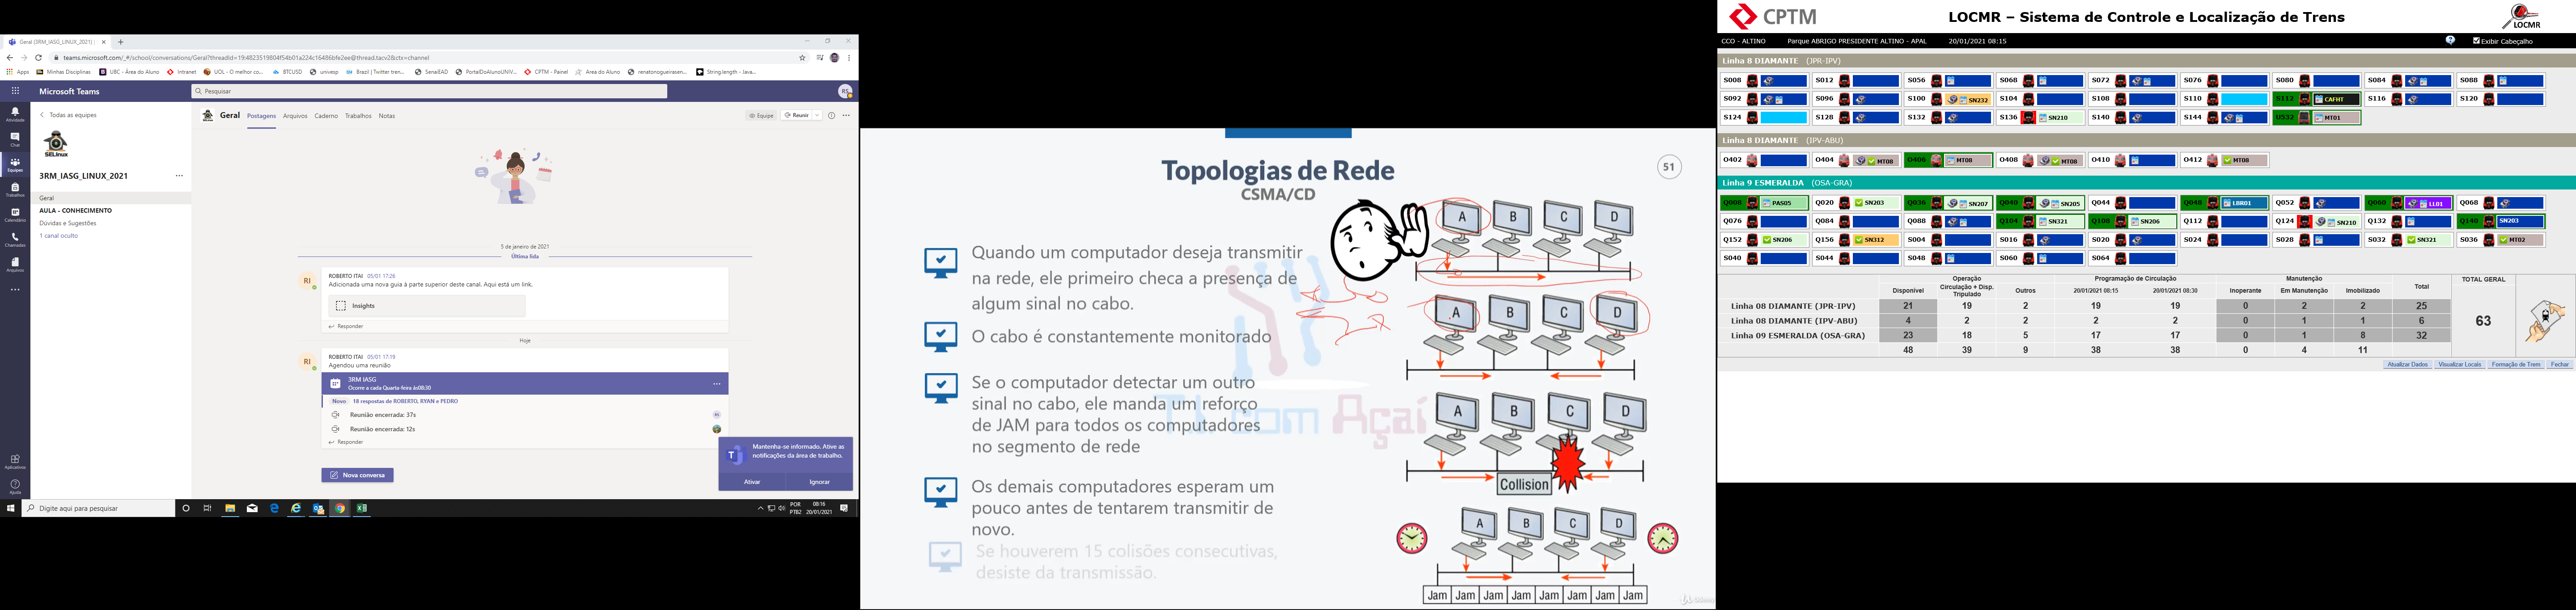 Geral (3RM_IASG_LINUX_2021) :
teams.microsoft.com/_#/school/conversations/Geral?threadId=19:4823519804f54b01a224c16486bfe2ee@thread.tacv2&ctx=channel
Apps
Minhas Disciplinas
UBC - Área do Aluno
Intranet
UOL - O melhor co...
BTCUSD
univesp
Brazil | Twitter tren...
SenaiEAD
PortalDoAlunoUNIV...
CPTM - Painel
Área do Aluno
renatonogueirasen...
String.length - Java...
Microsoft Teams
Pesquisar
RS
Atividade
Chat
Equipes
Trabalhos
Calendário
Chamadas
Arquivos
Aplicativos
Ajuda
Todas as equipes
SELinux
3RM_IASG_LINUX_2021
Geral
AULA - CONHECIMENTO
Dúvidas e Sugestões
1 canal oculto
Geral Postagens Arquivos Caderno Trabalhos Notas
Equipe
Reunir
5 de janeiro de 2021
Última lida
RI
ROBERTO ITAI 05/01 17:26
Adicionada uma nova guia à parte superior deste canal. Aqui está um link.
Insights
Responder
Hoje
RI
ROBERTO ITAI 05/01 17:19
Agendou uma reunião
3RM IASG
Ocorre a cada Quarta-feira às08:30
Novo 18 respostas de ROBERTO, RYAN e PEDRO
Reunião encerrada: 37s
Reunião encerrada: 12s
Responder
Nova conversa
Mantenha-se informado. Ative as
notificações da área de trabalho.
Ativar Ignorar
Digite aqui para pesquisar
POR
PTB2
08:16
20/01/2021
Topologias de Rede
CSMA/CD
51
Quando um computador deseja transmitir
na rede, ele primeiro checa a presença de
algum sinal no cabo.
O cabo é constantemente monitorado
Se o computador detectar um outro
sinal no cabo, ele manda um reforço
de JAM para todos os computadores
no segmento de rede
Os demais computadores esperam um
pouco antes de tentarem transmitir de
novo.
Se houverem 15 colisões consecutivas,
desiste da transmissão.
TI com Açaí
A B C D
A B C D
A B C D
Collision
A B C D
Jam Jam Jam Jam Jam Jam Jam Jam
CPTM
LOCMR – Sistema de Controle e Localização de Trens
LOCMR
CCO - ALTINO Parque ABRIGO PRESIDENTE ALTINO - APAL 20/01/2021 08:15
Exibir Cabeçalho
Linha 8 DIAMANTE (JPR-IPV)
S008 S012 S056 S068 S072 S076 S080 S084 S088
S092 S096 S100 SN232 S104 S108 S110 S112 CAFHT S116 S120
S124 S128 S132 S136 SN210 S140 S144 U532 MT01
Linha 8 DIAMANTE (IPV-ABU)
O402 O404 MT08 O406 MT08 O408 MT08 O410 O412 MT08
Linha 9 ESMERALDA (OSA-GRA)
Q008 PAS05 Q020 SN203 Q036 SN207 Q040 SN205 Q044 Q048 LBR01 Q052 Q060 LL01 Q068
Q076 Q084 Q088 Q104 SN321 Q108 SN206 Q112 Q124 SN210 Q132 Q140 SN203
Q152 SN206 Q156 SN312 S004 S016 S020 S024 S028 S032 SN321 S036 MT02
S040 S044 S048 S060 S064
Operação Programação de Circulação Manutenção TOTAL GERAL
Disponível Circulação + Disp. Tripulado Outros 20/01/2021 08:15 20/01/2021 08:30 Inoperante Em Manutenção Imobilizado Total
Linha 08 DIAMANTE (JPR-IPV) 21 19 2 19 19 0 2 2 25
Linha 08 DIAMANTE (IPV-ABU) 4 2 2 2 2 0 1 1 6
63
Linha 09 ESMERALDA (OSA-GRA) 23 18 5 17 17 0 1 8 32
48 39 9 38 38 0 4 11
Atualizar Dados Visualizar Locais Formação de Trem Fechar